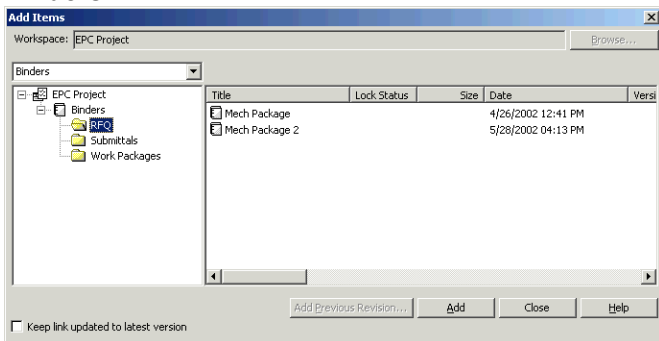 Add Items
Workspace: EPC Project Browse...
Binders
EPC Project
Binders
RFQ
Submittals
Work Packages
Title Lock Status Size Date Versi
Mech Package 4/26/2002 12:41 PM
Mech Package 2 5/28/2002 04:13 PM
Add Previous Revision... Add Close Help
Keep link updated to latest version